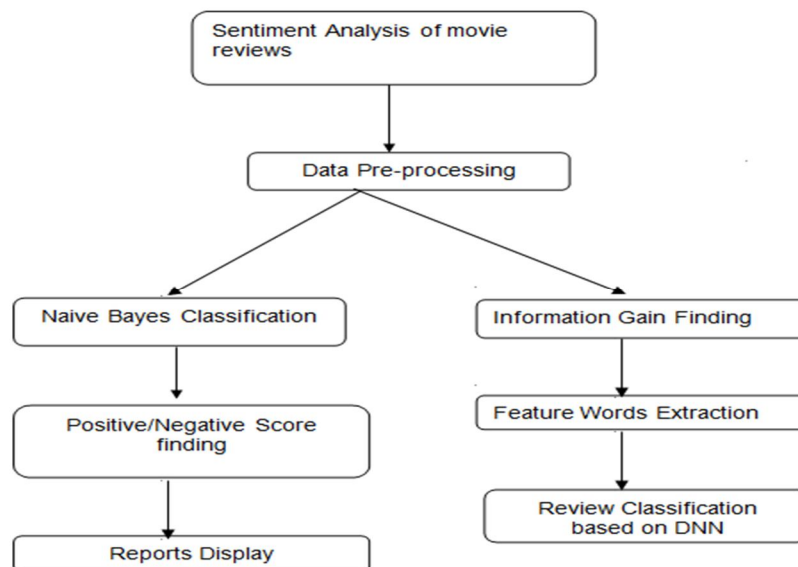 Sentiment Analysis of movie
reviews
Data Pre-processing
Naive Bayes Classification
Information Gain Finding
Positive/Negative Score
finding
Feature Words Extraction
Review Classification
based on DNN
Reports Display